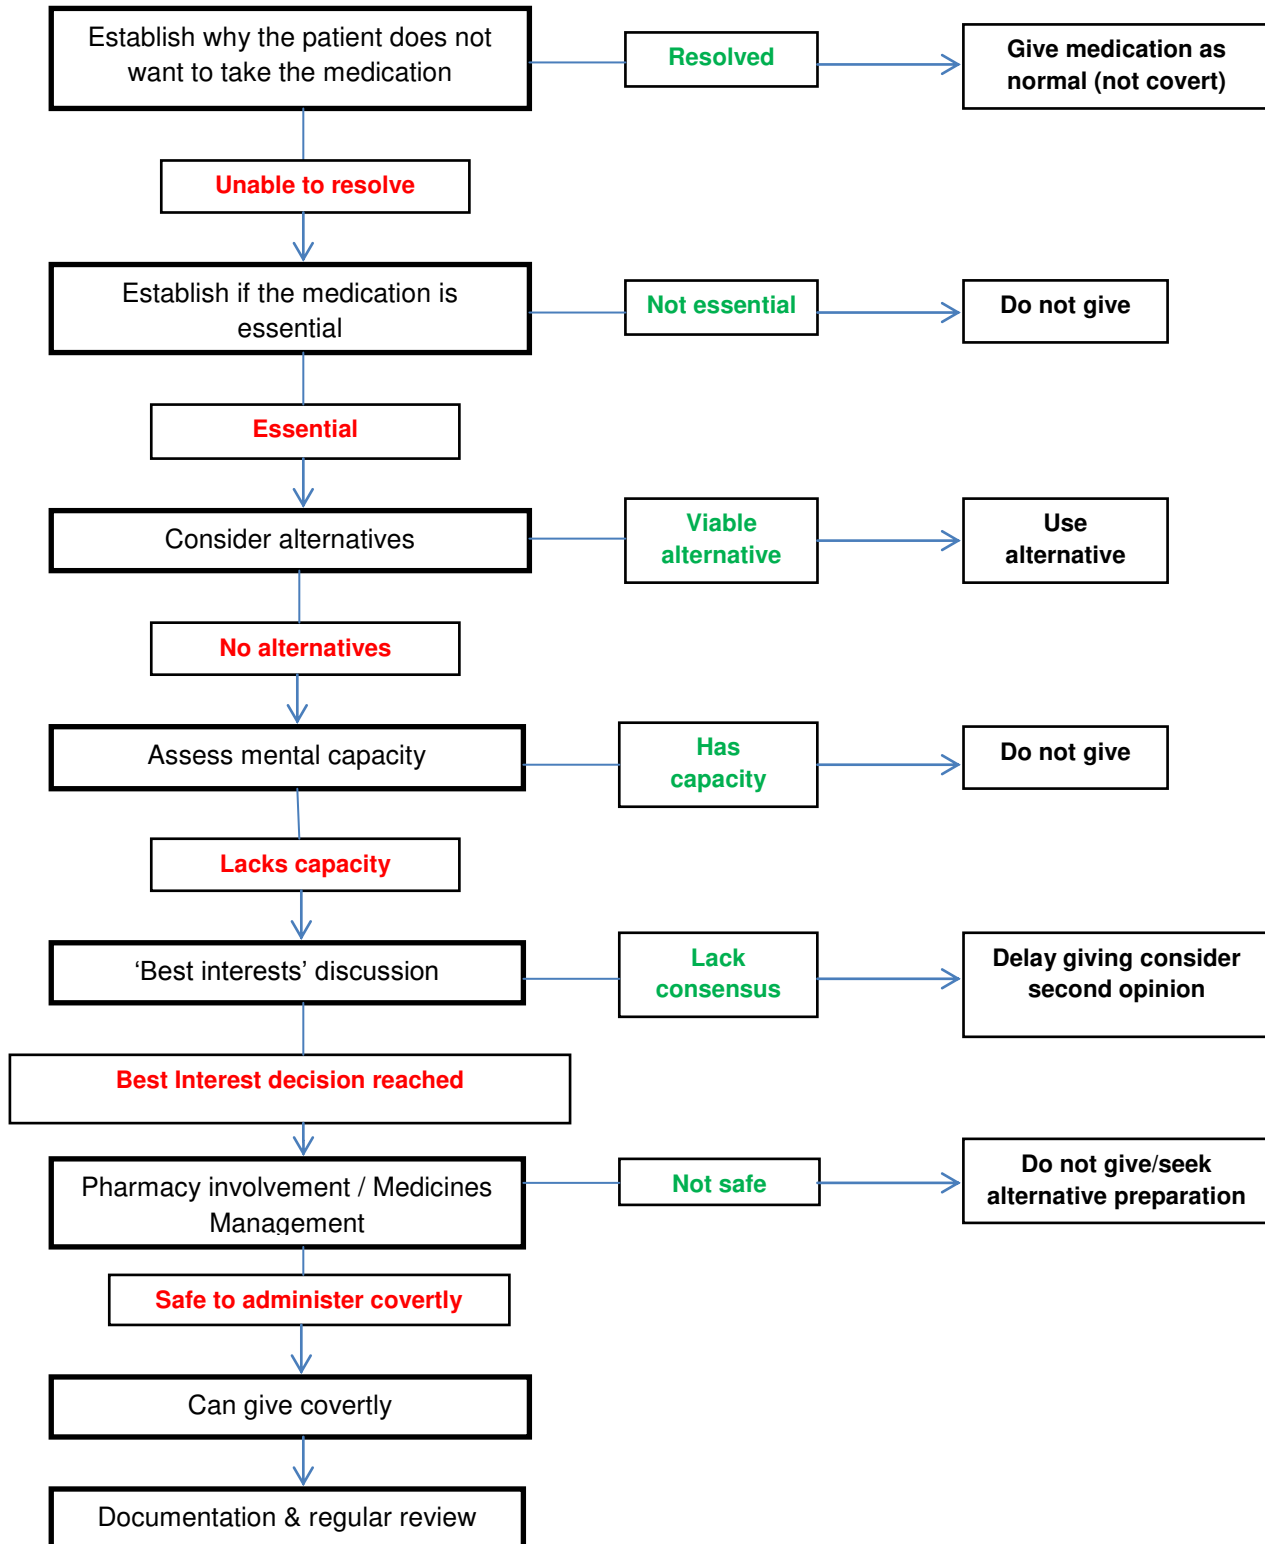 Establish why the patient does not
want to take the medication
Resolved
Give medication as
normal (not covert)
Unable to resolve
Establish if the medication is
essential
Not essential
Do not give
Essential
Consider alternatives
Viable
alternative
Use
alternative
No alternatives
Assess mental capacity
Has
capacity
Do not give
Lacks capacity
‘Best interests’ discussion
Lack
consensus
Delay giving consider
second opinion
Best Interest decision reached
Pharmacy involvement / Medicines
Management
Not safe
Do not give/seek
alternative preparation
Safe to administer covertly
Can give covertly
Documentation & regular review